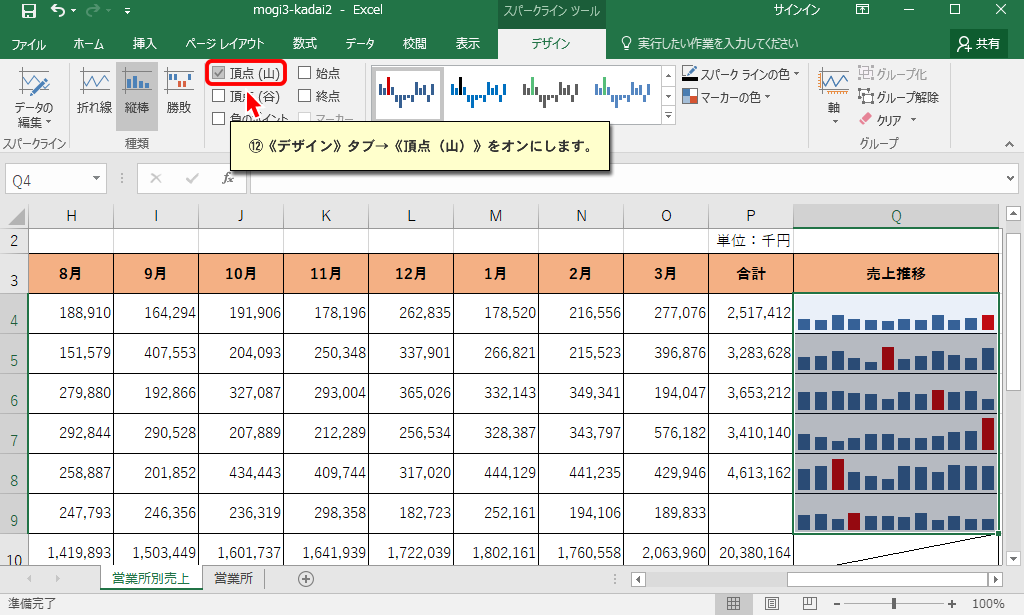 mogi3-kadai2 - Excel
スパークライン ツール
サインイン
ファイル ホーム 挿入 ページ レイアウト 数式 データ 校閲 表示 デザイン 実行したい作業を入力してください 共有
データの
編集
スパークライン
折れ線 縦棒 勝敗
種類
頂点 (山) 始点
頂点 (谷) 終点
負のポイント マーカー
スパーク ラインの色
マーカーの色
軸
グループ化
グループ解除
クリア
グループ
⑫《デザイン》タブ→《頂点（山）》をオンにします。
Q4 fx
H I J K L M N O P Q
2 単位：千円
3 8月 9月 10月 11月 12月 1月 2月 3月 合計 売上推移
4 188,910 164,294 191,906 178,196 262,835 178,520 216,556 277,076 2,517,412
5 151,579 407,553 204,093 250,348 337,901 266,821 215,523 396,876 3,283,628
6 279,880 192,866 327,087 293,004 365,026 332,143 349,341 194,047 3,653,212
7 292,844 290,528 207,889 212,289 256,534 328,387 343,797 576,182 3,410,140
8 258,887 201,852 434,443 409,744 317,020 444,129 441,235 429,946 4,613,162
9 247,793 246,356 236,319 298,358 182,723 252,161 194,106 189,833
10 1,419,893 1,503,449 1,601,737 1,641,939 1,722,039 1,802,161 1,760,558 2,063,960 20,380,164
営業所別売上 営業所
準備完了 100%